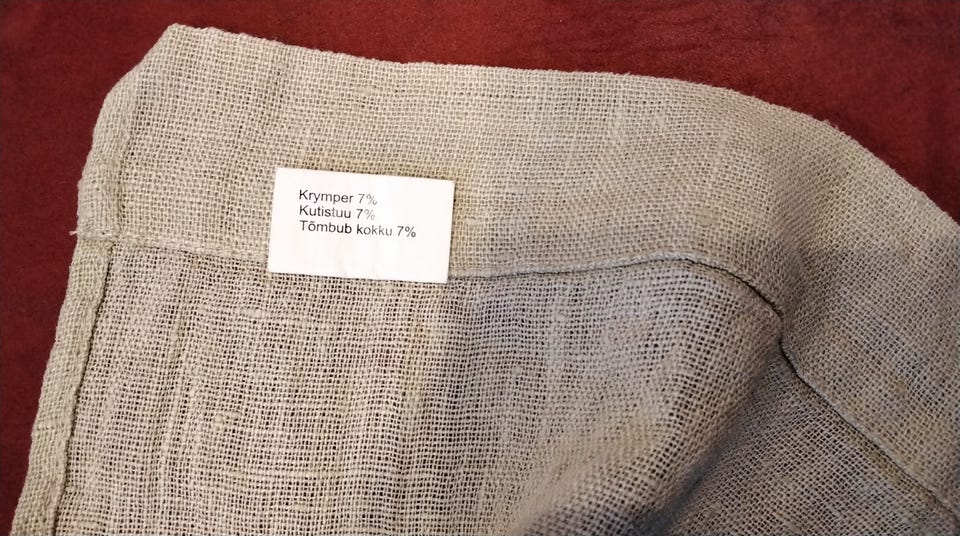 Krymper 7%
Kutistuu 7%
Tõmbub kokku 7%